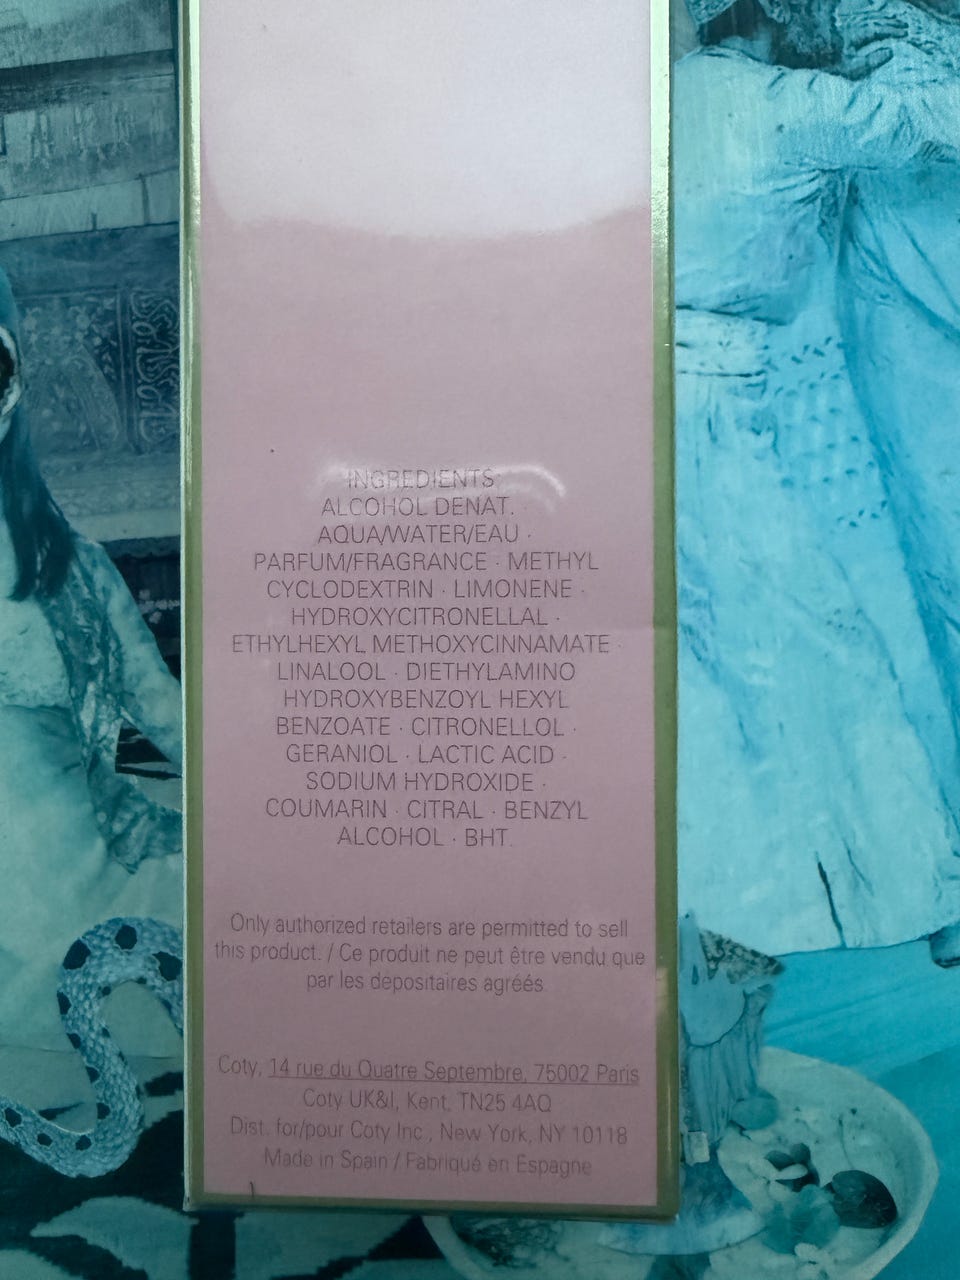 INGREDIENTS:
ALCOHOL DENAT. ·
AQUA/WATER/EAU ·
PARFUM/FRAGRANCE · METHYL
CYCLODEXTRIN · LIMONENE ·
HYDROXYCITRONELLAL ·
ETHYLHEXYL METHOXYCINNAMATE ·
LINALOOL · DIETHYLAMINO
HYDROXYBENZOYL HEXYL
BENZOATE · CITRONELLOL ·
GERANIOL · LACTIC ACID ·
SODIUM HYDROXIDE ·
COUMARIN · CITRAL · BENZYL
ALCOHOL · BHT.
Only authorized retailers are permitted to sell
this product. / Ce produit ne peut être vendu que
par les dépositaires agréés.
Coty, 14 rue du Quatre Septembre, 75002 Paris
Coty UK&I, Kent, TN25 4AQ
Dist. for/pour Coty Inc., New York, NY 10118
Made in Spain / Fabriqué en Espagne